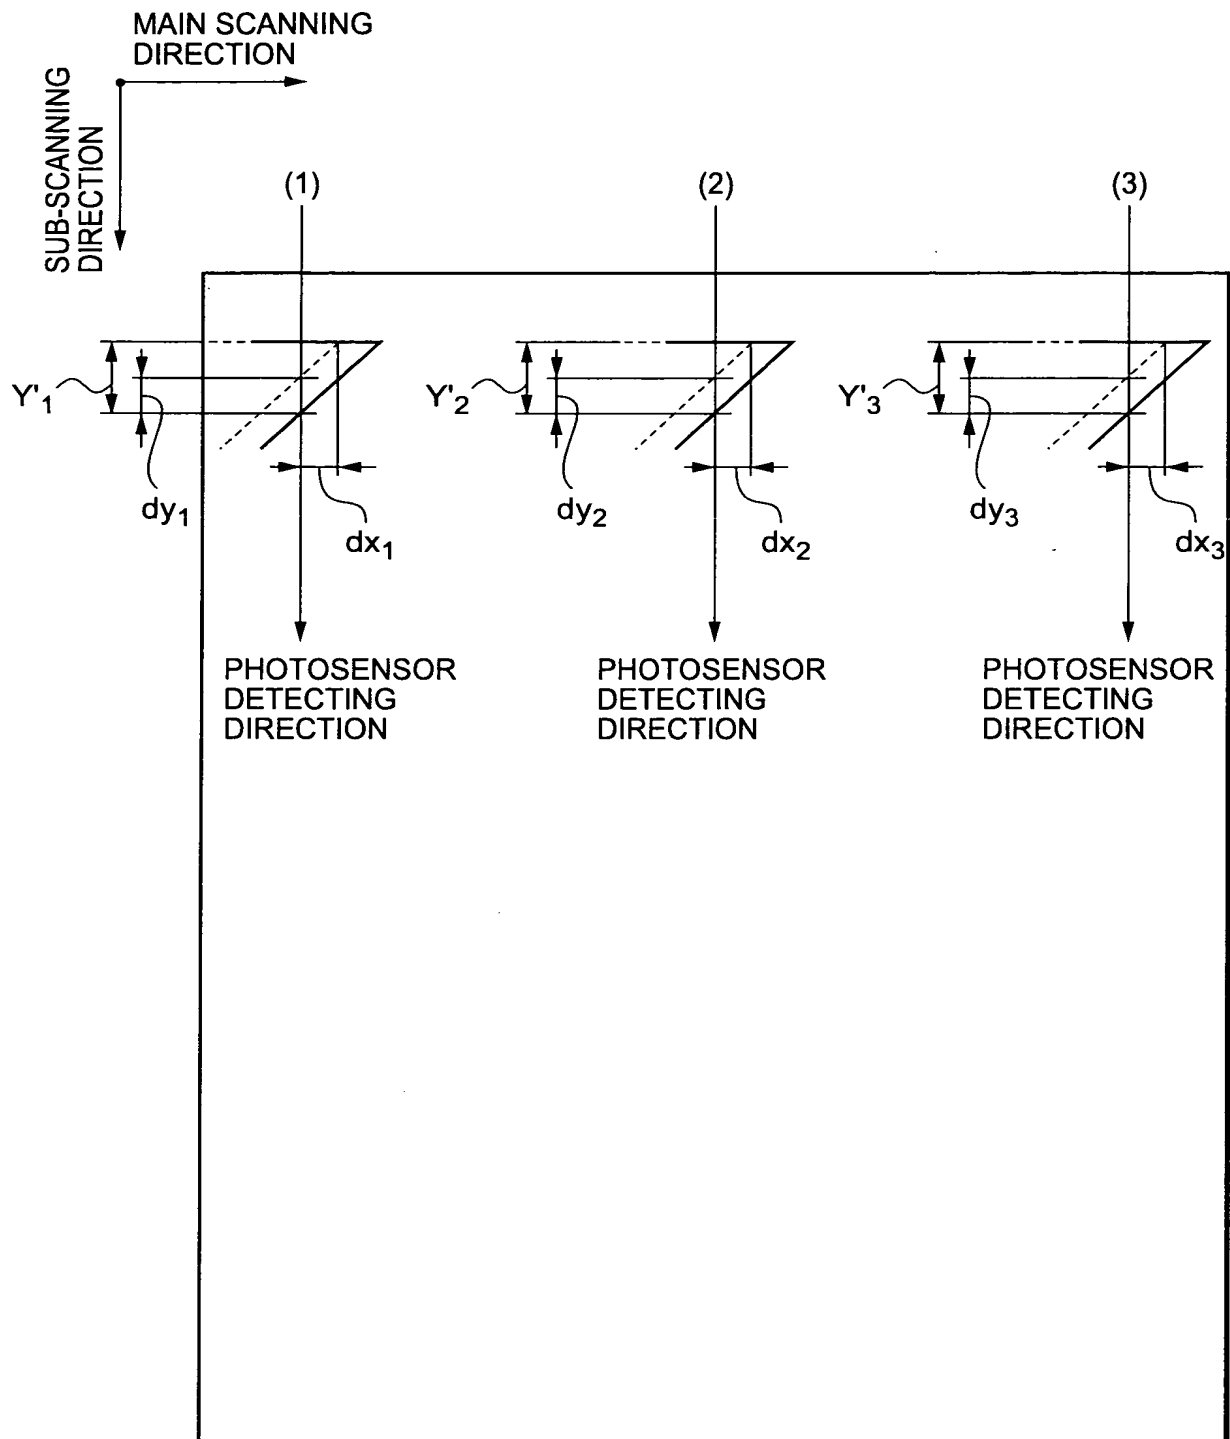 MAIN SCANNING
DIRECTION
SUB-SCANNING
DIRECTION
(1)
(2)
(3)
Y'1
dy1
dx1
Y'2
dy2
dx2
Y'3
dy3
dx3
PHOTOSENSOR
DETECTING
DIRECTION
PHOTOSENSOR
DETECTING
DIRECTION
PHOTOSENSOR
DETECTING
DIRECTION